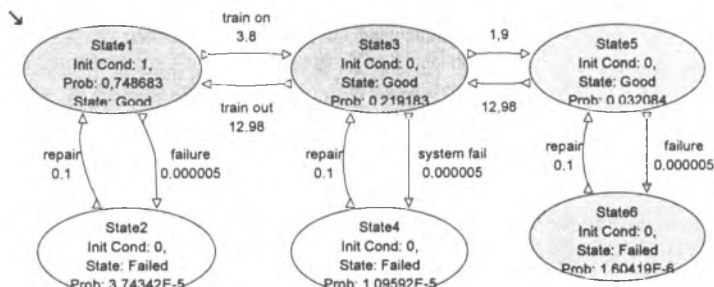 State1
Init Cond: 1,
Prob: 0,748683
State: Good
train on
3,8
train out
12,98
State3
Init Cond: 0,
State: Good
Prob: 0,219183
1,9
12,98
State5
Init Cond: 0,
State: Good
Prob: 0,032084
repair
0.1
failure
0.000005
repair
0.1
system fail
0.000005
repair
0.1
failure
0.000005
State2
Init Cond: 0,
State: Failed
Prob: 3,74342E-5
State4
Init Cond: 0,
State: Failed
Prob: 1,09592E-5
State6
Init Cond: 0,
State: Failed
Prob: 1,60419E-6